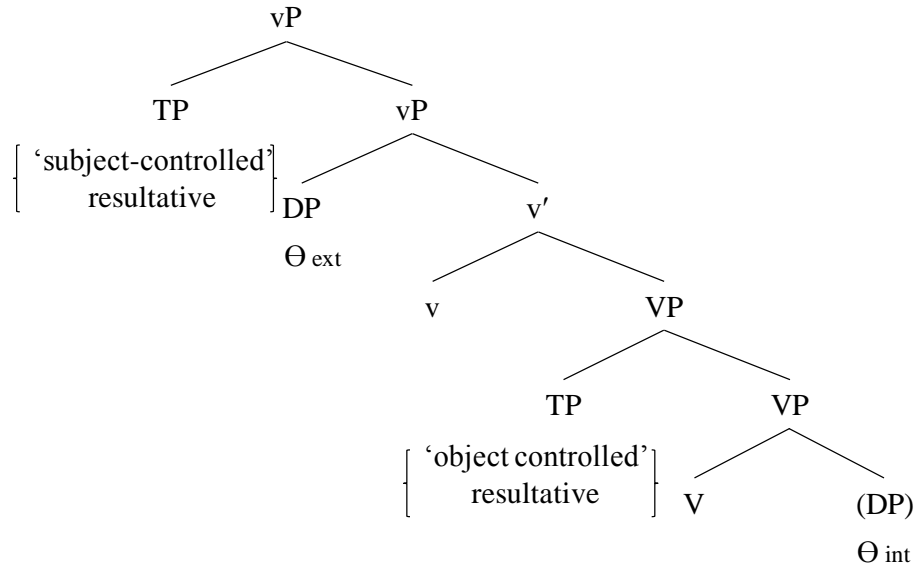 vP
TP vP
‘subject-controlled’
resultative
DP v′
ϴ ext
v VP
TP VP
‘object controlled’
resultative
V (DP)
ϴ int